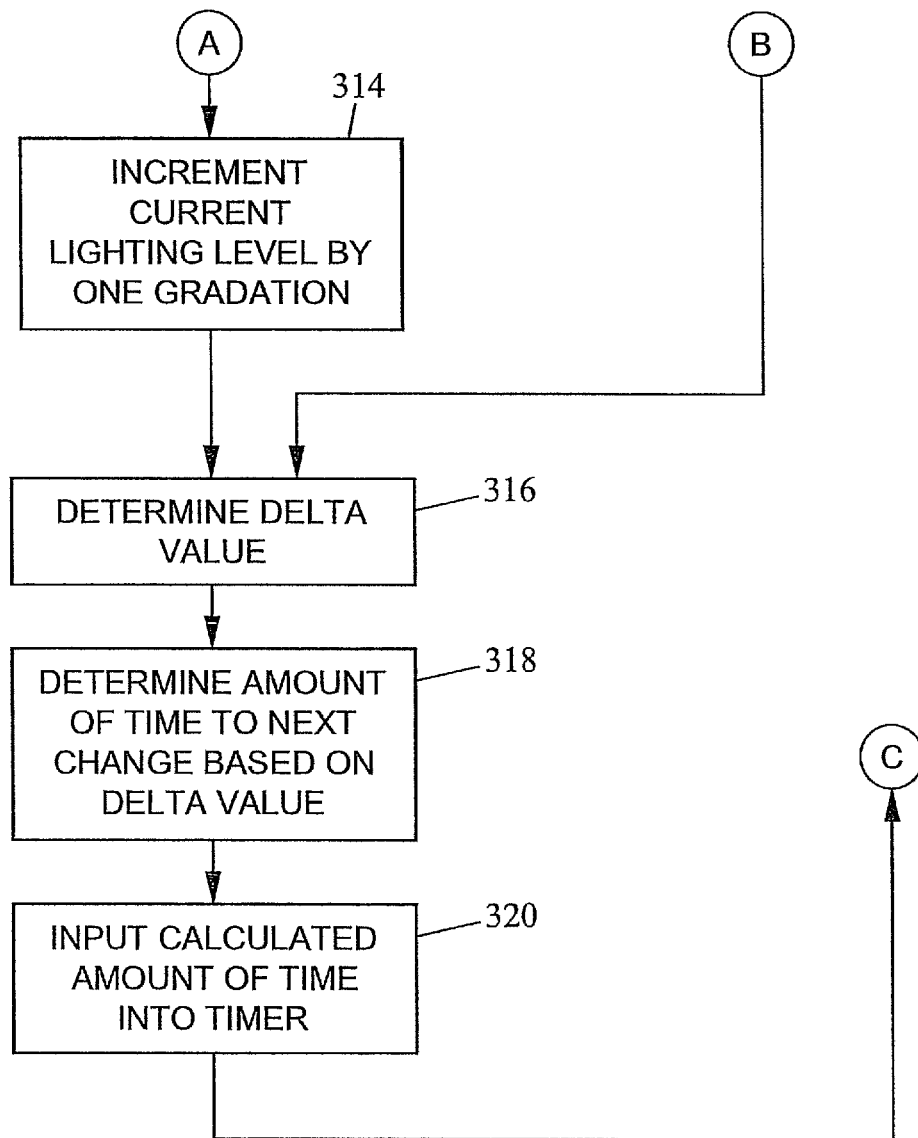 A
B
314
INCREMENT
CURRENT
LIGHTING LEVEL BY
ONE GRADATION
316
DETERMINE DELTA
VALUE
318
DETERMINE AMOUNT
OF TIME TO NEXT
CHANGE BASED ON
DELTA VALUE
C
320
INPUT CALCULATED
AMOUNT OF TIME
INTO TIMER